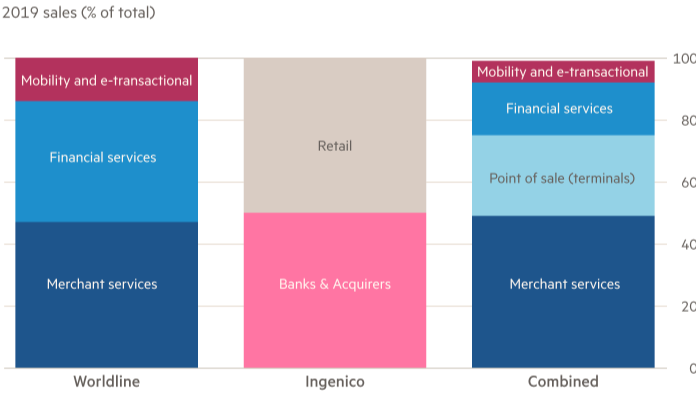 2019 sales (% of total)
Mobility and e-transactional
Financial services
Merchant services
Retail
Banks & Acquirers
Mobility and e-transactional
Financial services
Point of sale (terminals)
Merchant services
100
80
60
40
20
0
Worldline
Ingenico
Combined